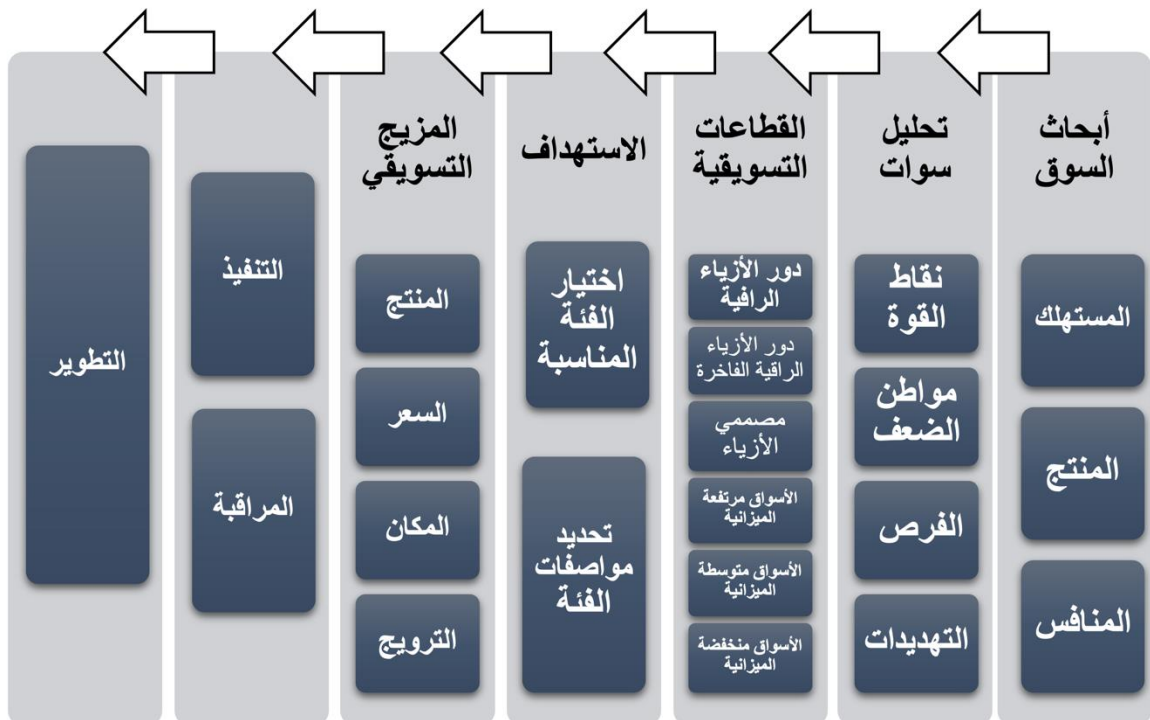 أبحاث
السوق
المستهلك
المنتج
المنافس
تحليل
سوات
نقاط
القوة
مواطن
الضعف
الفرص
التهديدات
القطاعات
التسويقية
دور الأزياء
الراقية
دور الأزياء
الراقية الفاخرة
مصممي
الأزياء
الأسواق مرتفعة
الميزانية
الأسواق متوسطة
الميزانية
الأسواق منخفضة
الميزانية
الاستهداف
اختيار
الفئة
المناسبة
تحديد
مواصفات
الفئة
المزيج
التسويقي
المنتج
السعر
المكان
الترويج
التنفيذ
المراقبة
التطوير